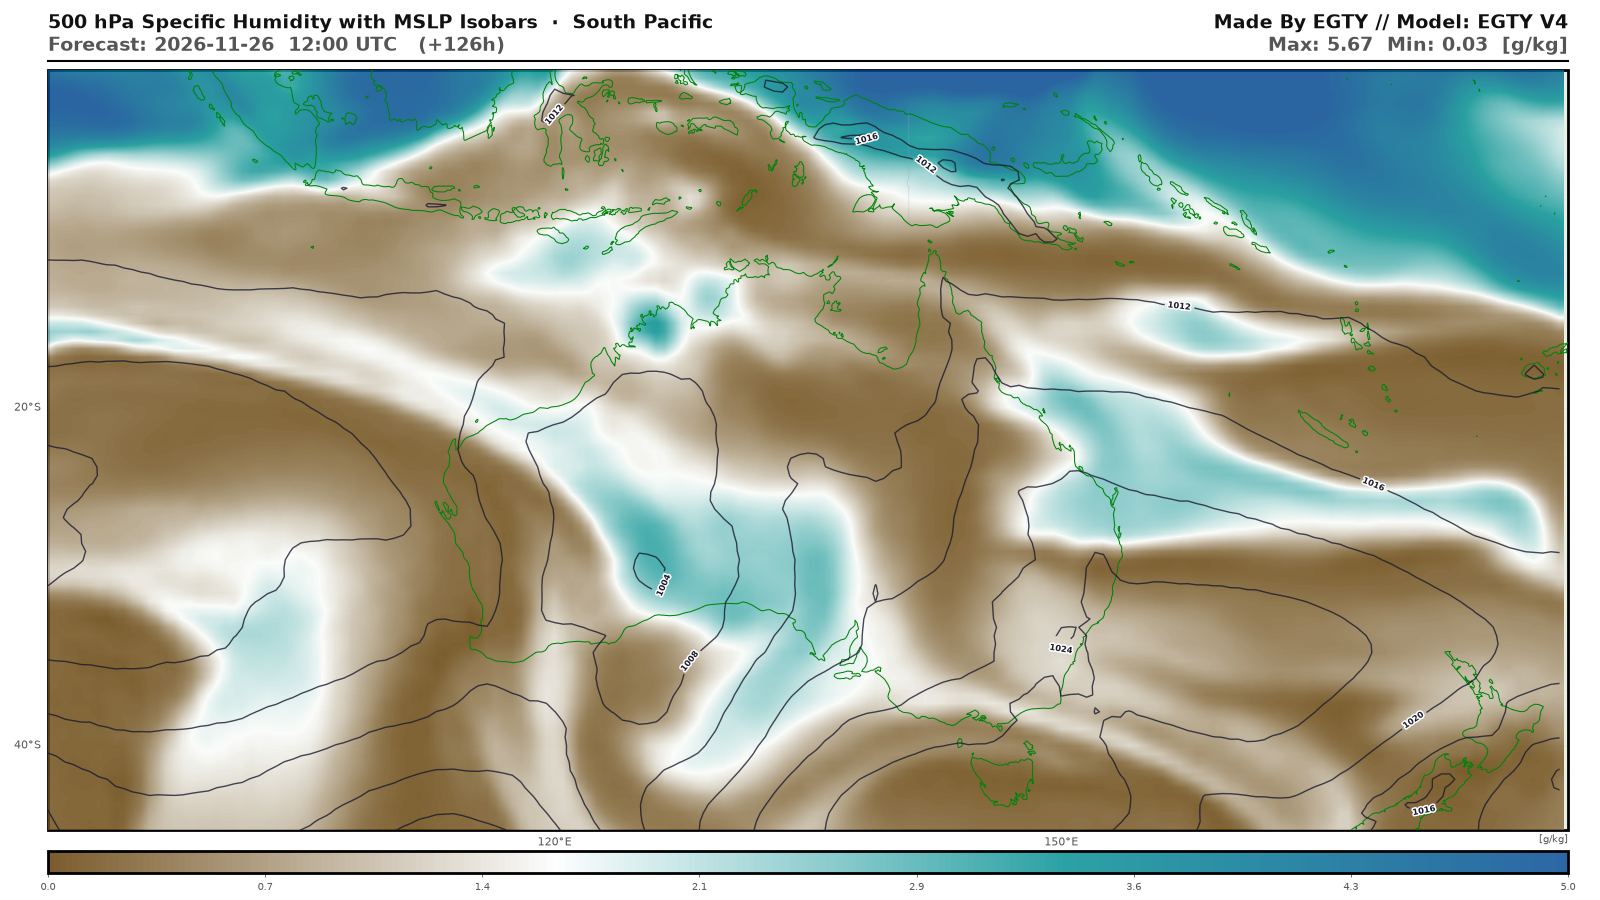 500 hPa Specific Humidity with MSLP Isobars · South Pacific
Made By EGTY // Model: EGTY V4
Forecast: 2026-11-26 12:00 UTC (+126h)
Max: 5.67 Min: 0.03 [g/kg]
1012
1016
1012
1012
20°S
1016
1004
1024
1008
1020
40°S
1016
120°E
150°E
[g/kg]
0.0 0.7 1.4 2.1 2.9 3.6 4.3 5.0